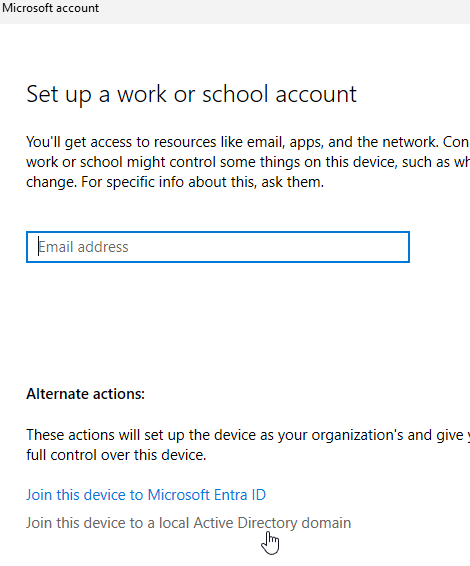 Microsoft account
Set up a work or school account
You'll get access to resources like email, apps, and the network. Con
work or school might control some things on this device, such as wh
change. For specific info about this, ask them.
Email address
Alternate actions:
These actions will set up the device as your organization's and give
full control over this device.
Join this device to Microsoft Entra ID
Join this device to a local Active Directory domain